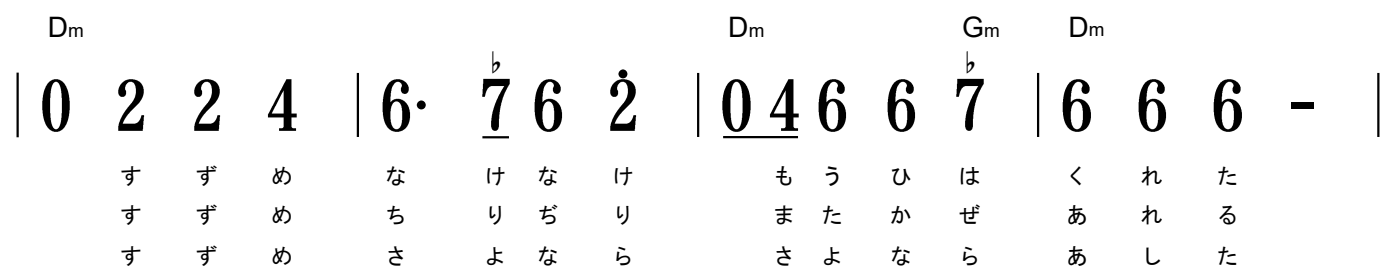 Dm Dm Gm Dm
| 0 2 2 4 | 6· ♭7 6 2̇ | 0 4 6 6 ♭7 | 6 6 6 - |
す ず め な け な け も う ひ は く れ た
す ず め ち り ぢ り ま た か ぜ あ れ る
す ず め さ よ な ら さ よ な ら あ し た